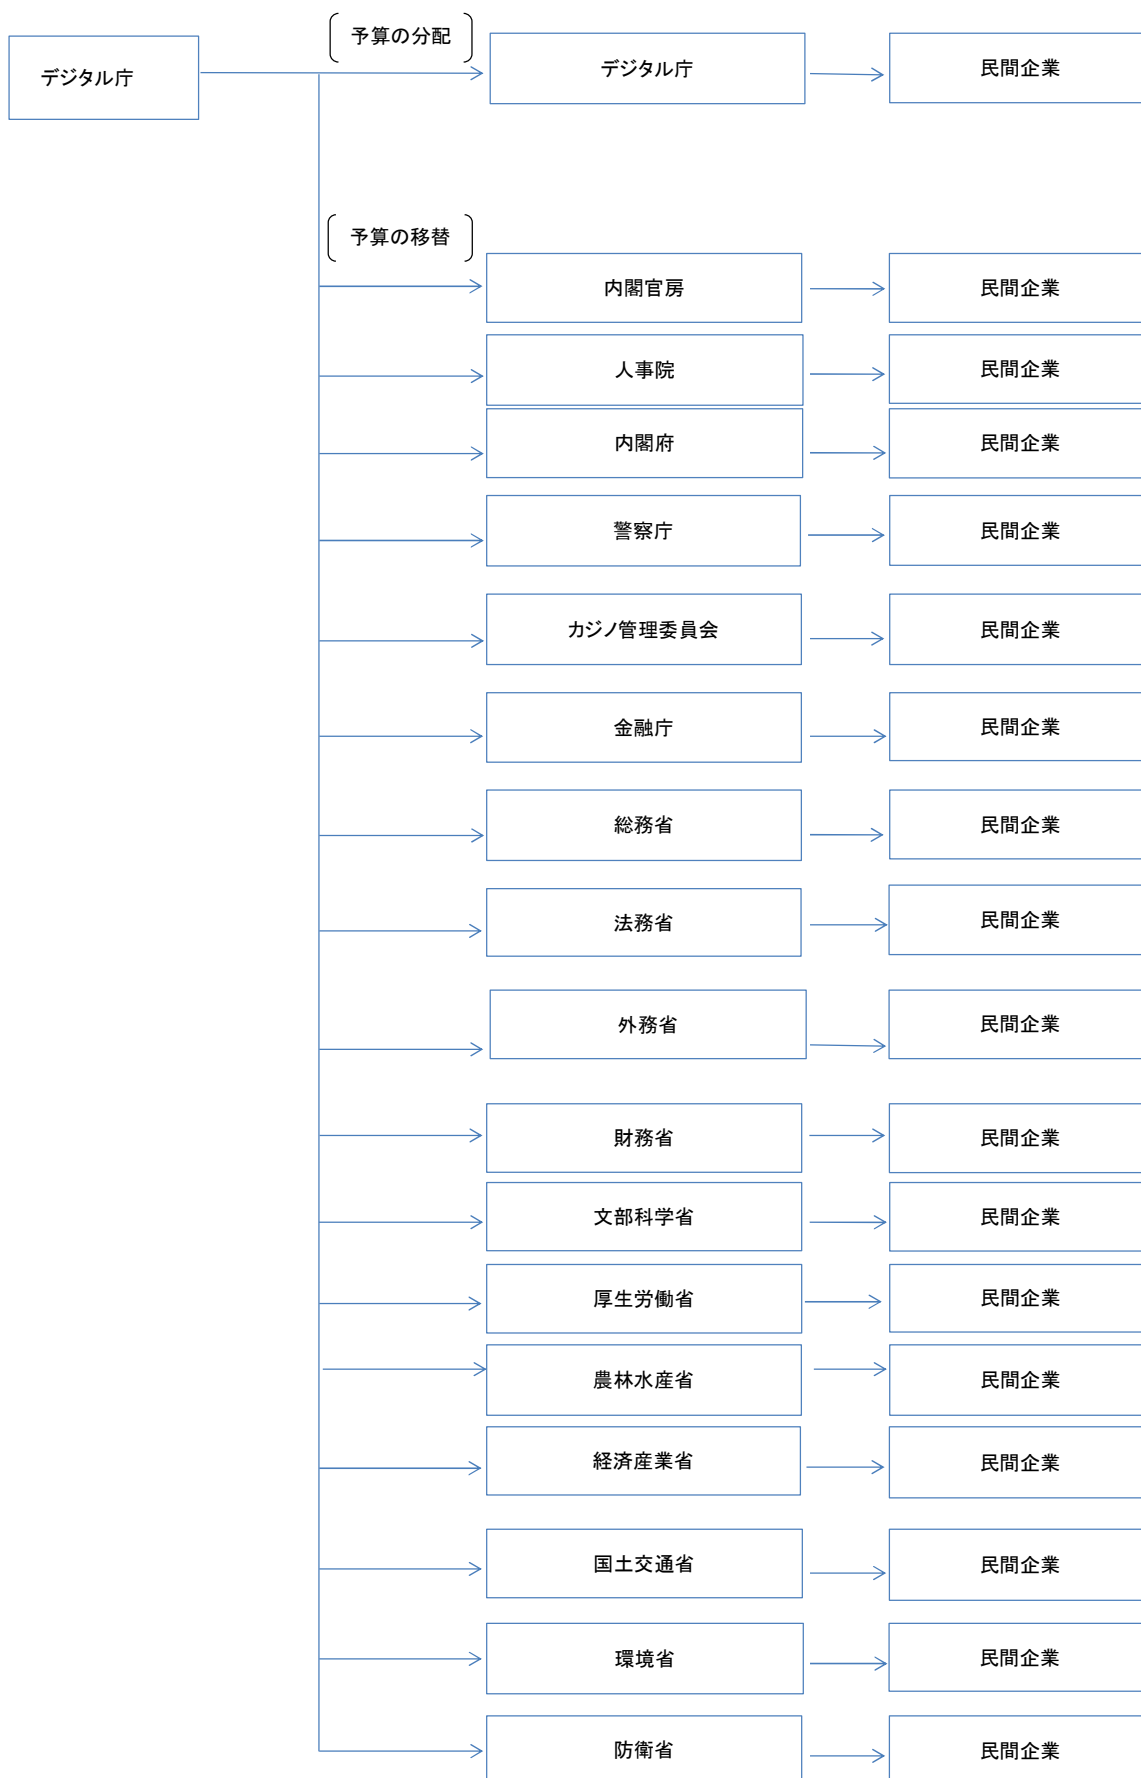 予算の分配
デジタル庁
デジタル庁
民間企業
予算の移替
内閣官房
民間企業
人事院
民間企業
内閣府
民間企業
警察庁
民間企業
カジノ管理委員会
民間企業
金融庁
民間企業
総務省
民間企業
法務省
民間企業
外務省
民間企業
財務省
民間企業
文部科学省
民間企業
厚生労働省
民間企業
農林水産省
民間企業
経済産業省
民間企業
国土交通省
民間企業
環境省
民間企業
防衛省
民間企業